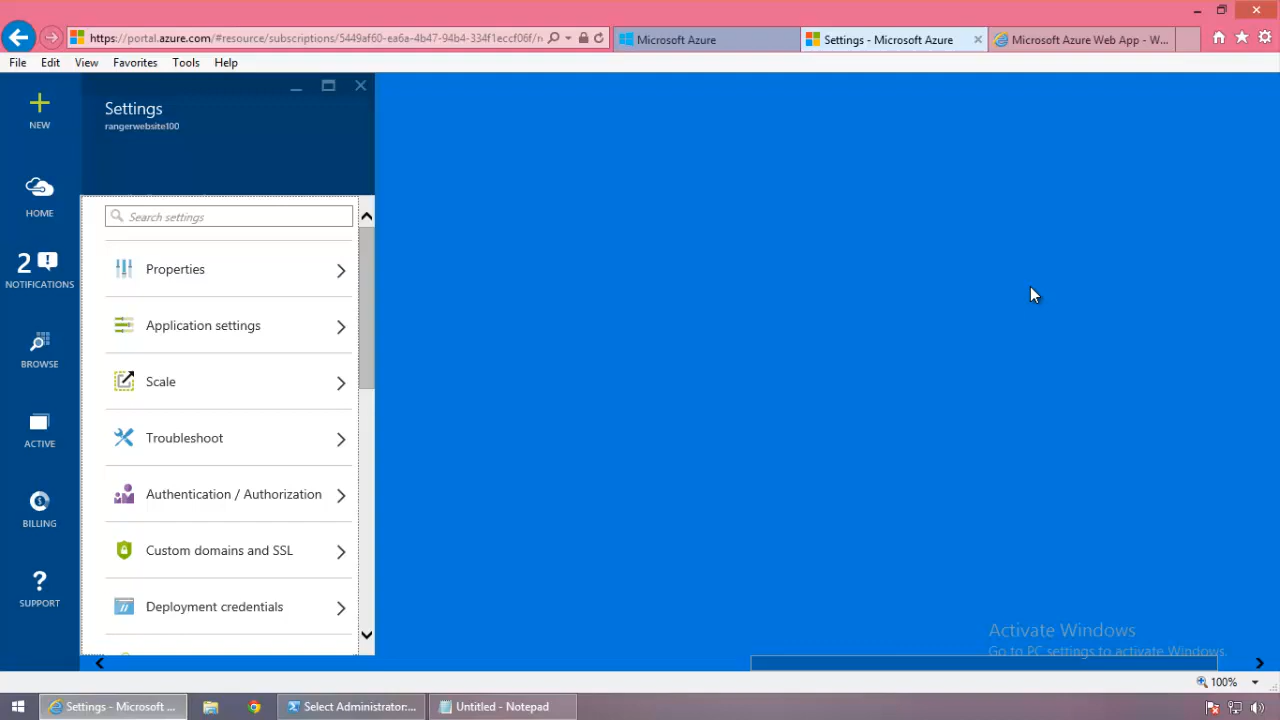 https://portal.azure.com/#resource/subscriptions/5449af60-ea6a-4b47-94b4-334f1eccf06f/r
Microsoft Azure
Settings - Microsoft Azure
Microsoft Azure Web App - W...
File Edit View Favorites Tools Help
NEW
HOME
2
NOTIFICATIONS
BROWSE
ACTIVE
BILLING
SUPPORT
Settings
rangerwebsite100
Search settings
Properties
Application settings
Scale
Troubleshoot
Authentication / Authorization
Custom domains and SSL
Deployment credentials
Activate Windows
Go to PC settings to activate Windows.
100%
Settings - Microsoft ...
Select Administrator:...
Untitled - Notepad